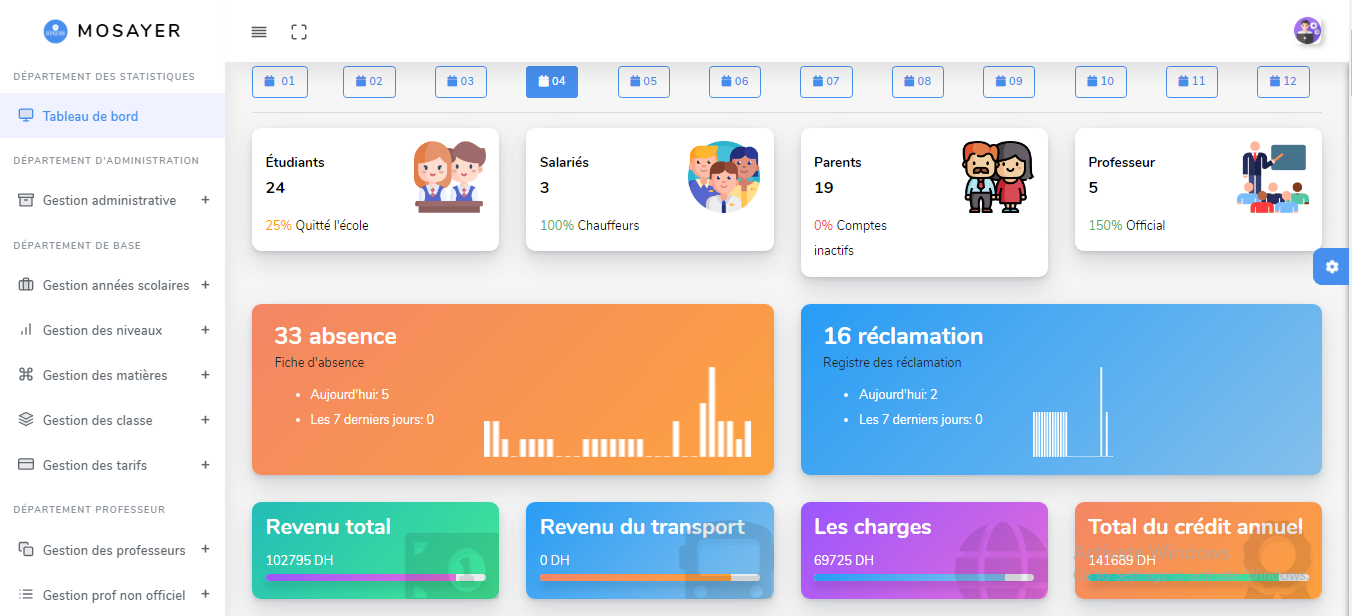 MOSAYER
DÉPARTEMENT DES STATISTIQUES
Tableau de bord
DÉPARTEMENT D'ADMINISTRATION
Gestion administrative +
DÉPARTEMENT DE BASE
Gestion années scolaires +
Gestion des niveaux +
Gestion des matières +
Gestion des classe +
Gestion des tarifs +
DÉPARTEMENT PROFESSEUR
Gestion des professeurs +
Gestion prof non officiel +
01 02 03 04 05 06 07 08 09 10 11 12
Étudiants
24
25% Quitté l'école
Salariés
3
100% Chauffeurs
Parents
19
0% Comptes
inactifs
Professeur
5
150% Official
33 absence
Fiche d'absence
• Aujourd'hui: 5
• Les 7 derniers jours: 0
16 réclamation
Registre des réclamation
• Aujourd'hui: 2
• Les 7 derniers jours: 0
Revenu total
102795 DH
Revenu du transport
0 DH
Les charges
69725 DH
Total du crédit annuel
141689 DH